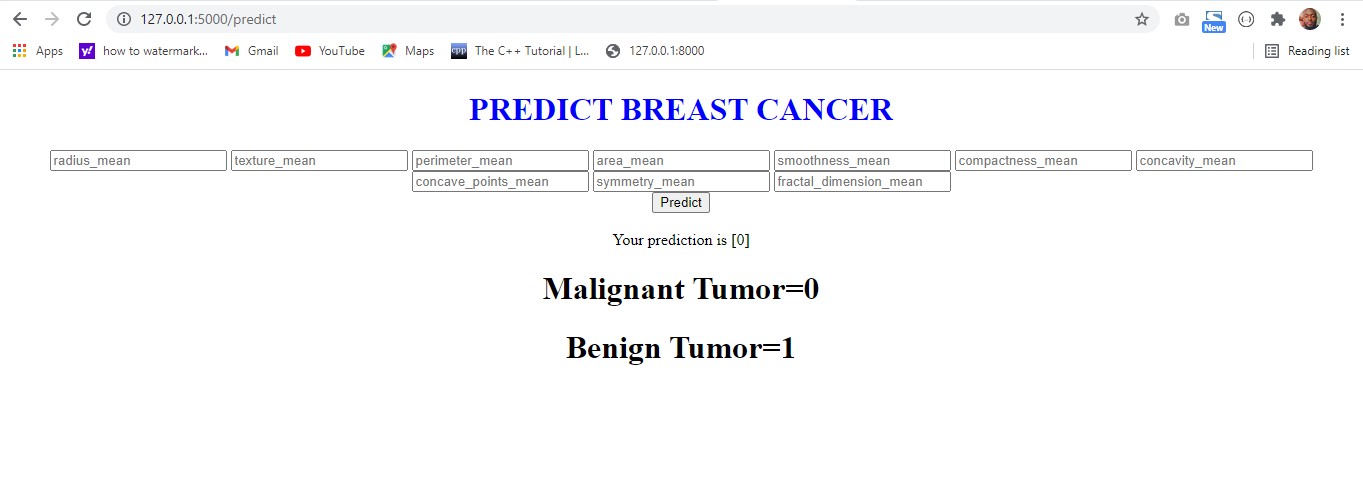 127.0.0.1:5000/predict
New
Apps how to watermark... Gmail YouTube Maps cpp The C++ Tutorial | L... 127.0.0.1:8000 Reading list
PREDICT BREAST CANCER
radius_mean texture_mean perimeter_mean area_mean smoothness_mean compactness_mean concavity_mean
concave_points_mean symmetry_mean fractal_dimension_mean
Predict
Your prediction is [0]
Malignant Tumor=0
Benign Tumor=1